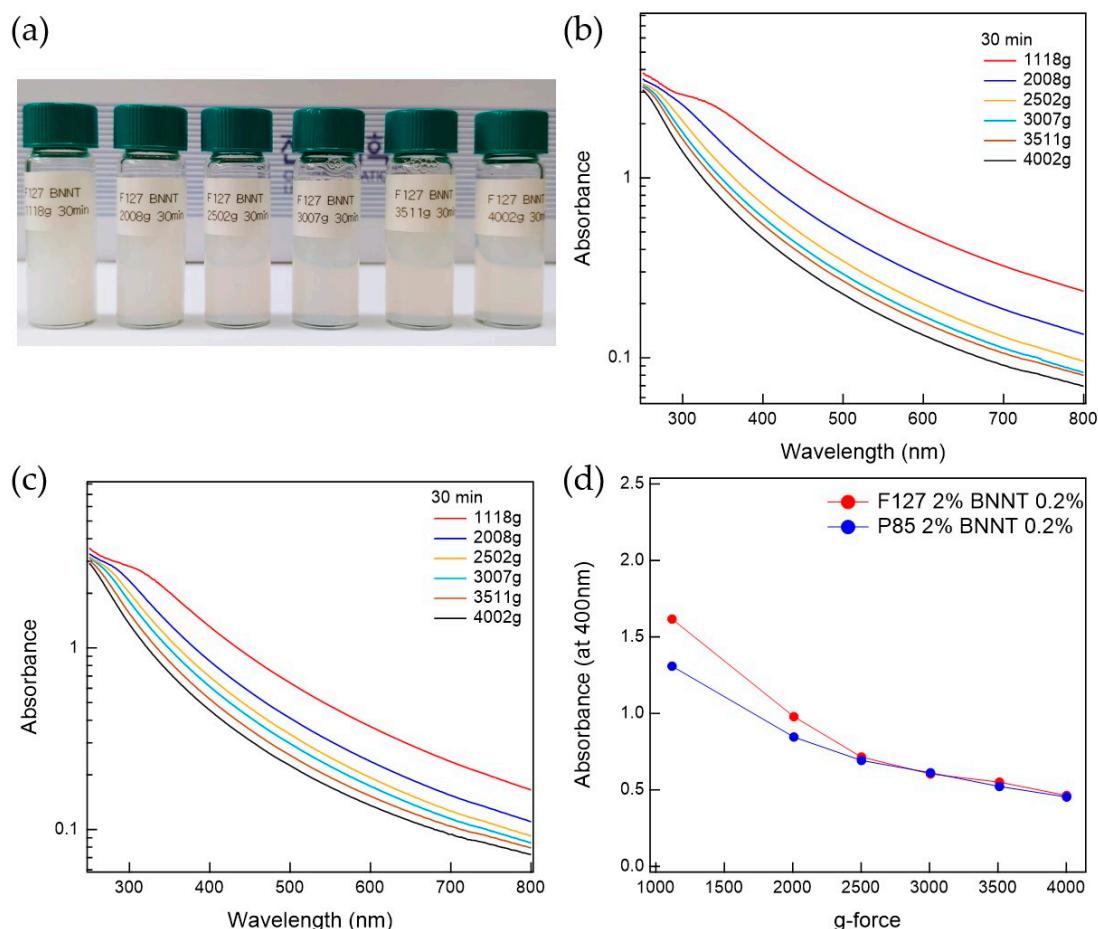 (a)
F127 BNNT
1118g 30min
F127 BNNT
2008g 30min
F127 BNNT
2502g 30min
F127 BNNT
3007g 30min
F127 BNNT
3511g 30min
F127 BNNT
4002g 30min
(b)
30 min
1118g
2008g
2502g
3007g
3511g
4002g
1
0.1
Absorbance
300 400 500 600 700 800
Wavelength (nm)
(c)
30 min
1118g
2008g
2502g
3007g
3511g
4002g
1
0.1
Absorbance
300 400 500 600 700 800
Wavelength (nm)
(d)
F127 2% BNNT 0.2%
P85 2% BNNT 0.2%
2.5
2.0
1.5
1.0
0.5
0.0
Absorbance (at 400nm)
1000 1500 2000 2500 3000 3500 4000
g-force